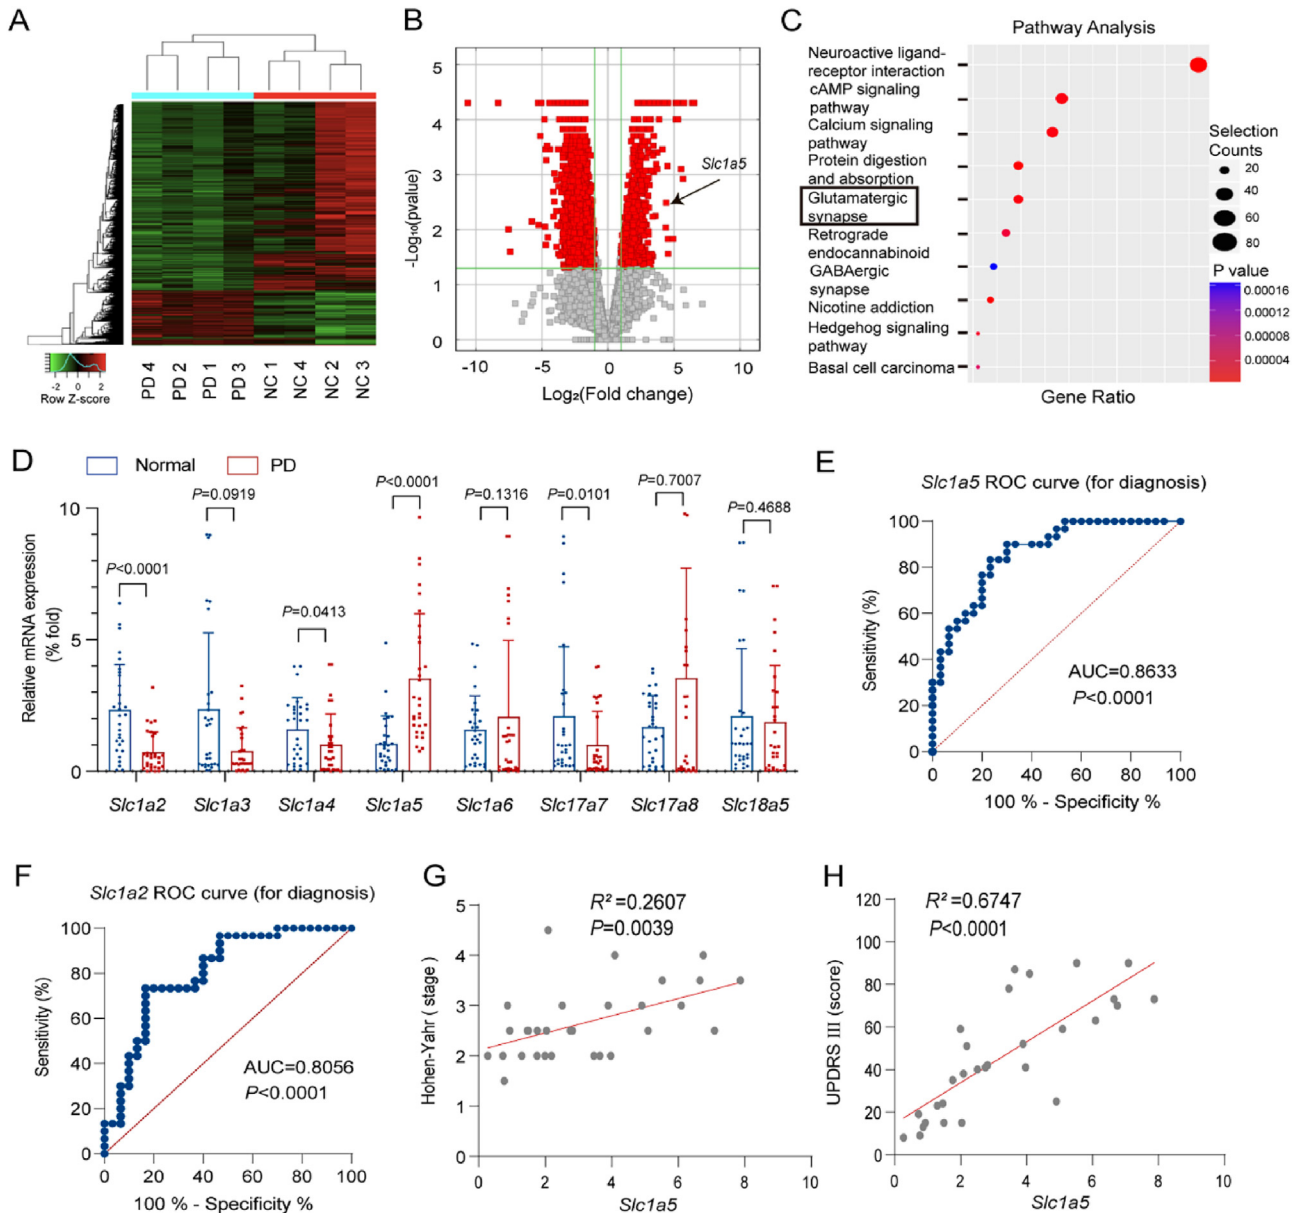 A
PD 4
PD 2
PD 1
PD 3
NC 1
NC 4
NC 2
NC 3
-2
0
2
Row Z-score
B
5
4
3
2
1
0
-Log₁₀(pvalue)
Slc1a5
-10
-5
0
5
10
Log₂(Fold change)
C
Pathway Analysis
Neuroactive ligand-
receptor interaction
cAMP signaling
pathway
Calcium signaling
pathway
Protein digestion
and absorption
Glutamatergic
synapse
Retrograde
endocannabinoid
GABAergic
synapse
Nicotine addiction
Hedgehog signaling
pathway
Basal cell carcinoma
Gene Ratio
Selection
Counts
20
40
60
80
P value
0.00016
0.00012
0.00008
0.00004
D
Normal
PD
Relative mRNA expression
(% fold)
10
5
0
P<0.0001
P=0.0919
P=0.0413
P<0.0001
P=0.1316
P=0.0101
P=0.7007
P=0.4688
Slc1a2
Slc1a3
Slc1a4
Slc1a5
Slc1a6
Slc17a7
Slc17a8
Slc18a5
E
Slc1a5 ROC curve (for diagnosis)
Sensitivity (%)
100
80
60
40
20
0
AUC=0.8633
P<0.0001
0
20
40
60
80
100
100 % - Specificity %
F
Slc1a2 ROC curve (for diagnosis)
Sensitivity (%)
100
80
60
40
20
0
AUC=0.8056
P<0.0001
0
20
40
60
80
100
100 % - Specificity %
G
R²=0.2607
P=0.0039
Hohen-Yahr ( stage )
5
4
3
2
1
0
0
2
4
6
8
10
Slc1a5
H
R²=0.6747
P<0.0001
UPDRS III (score)
120
100
80
60
40
20
0
0
2
4
6
8
10
Slc1a5